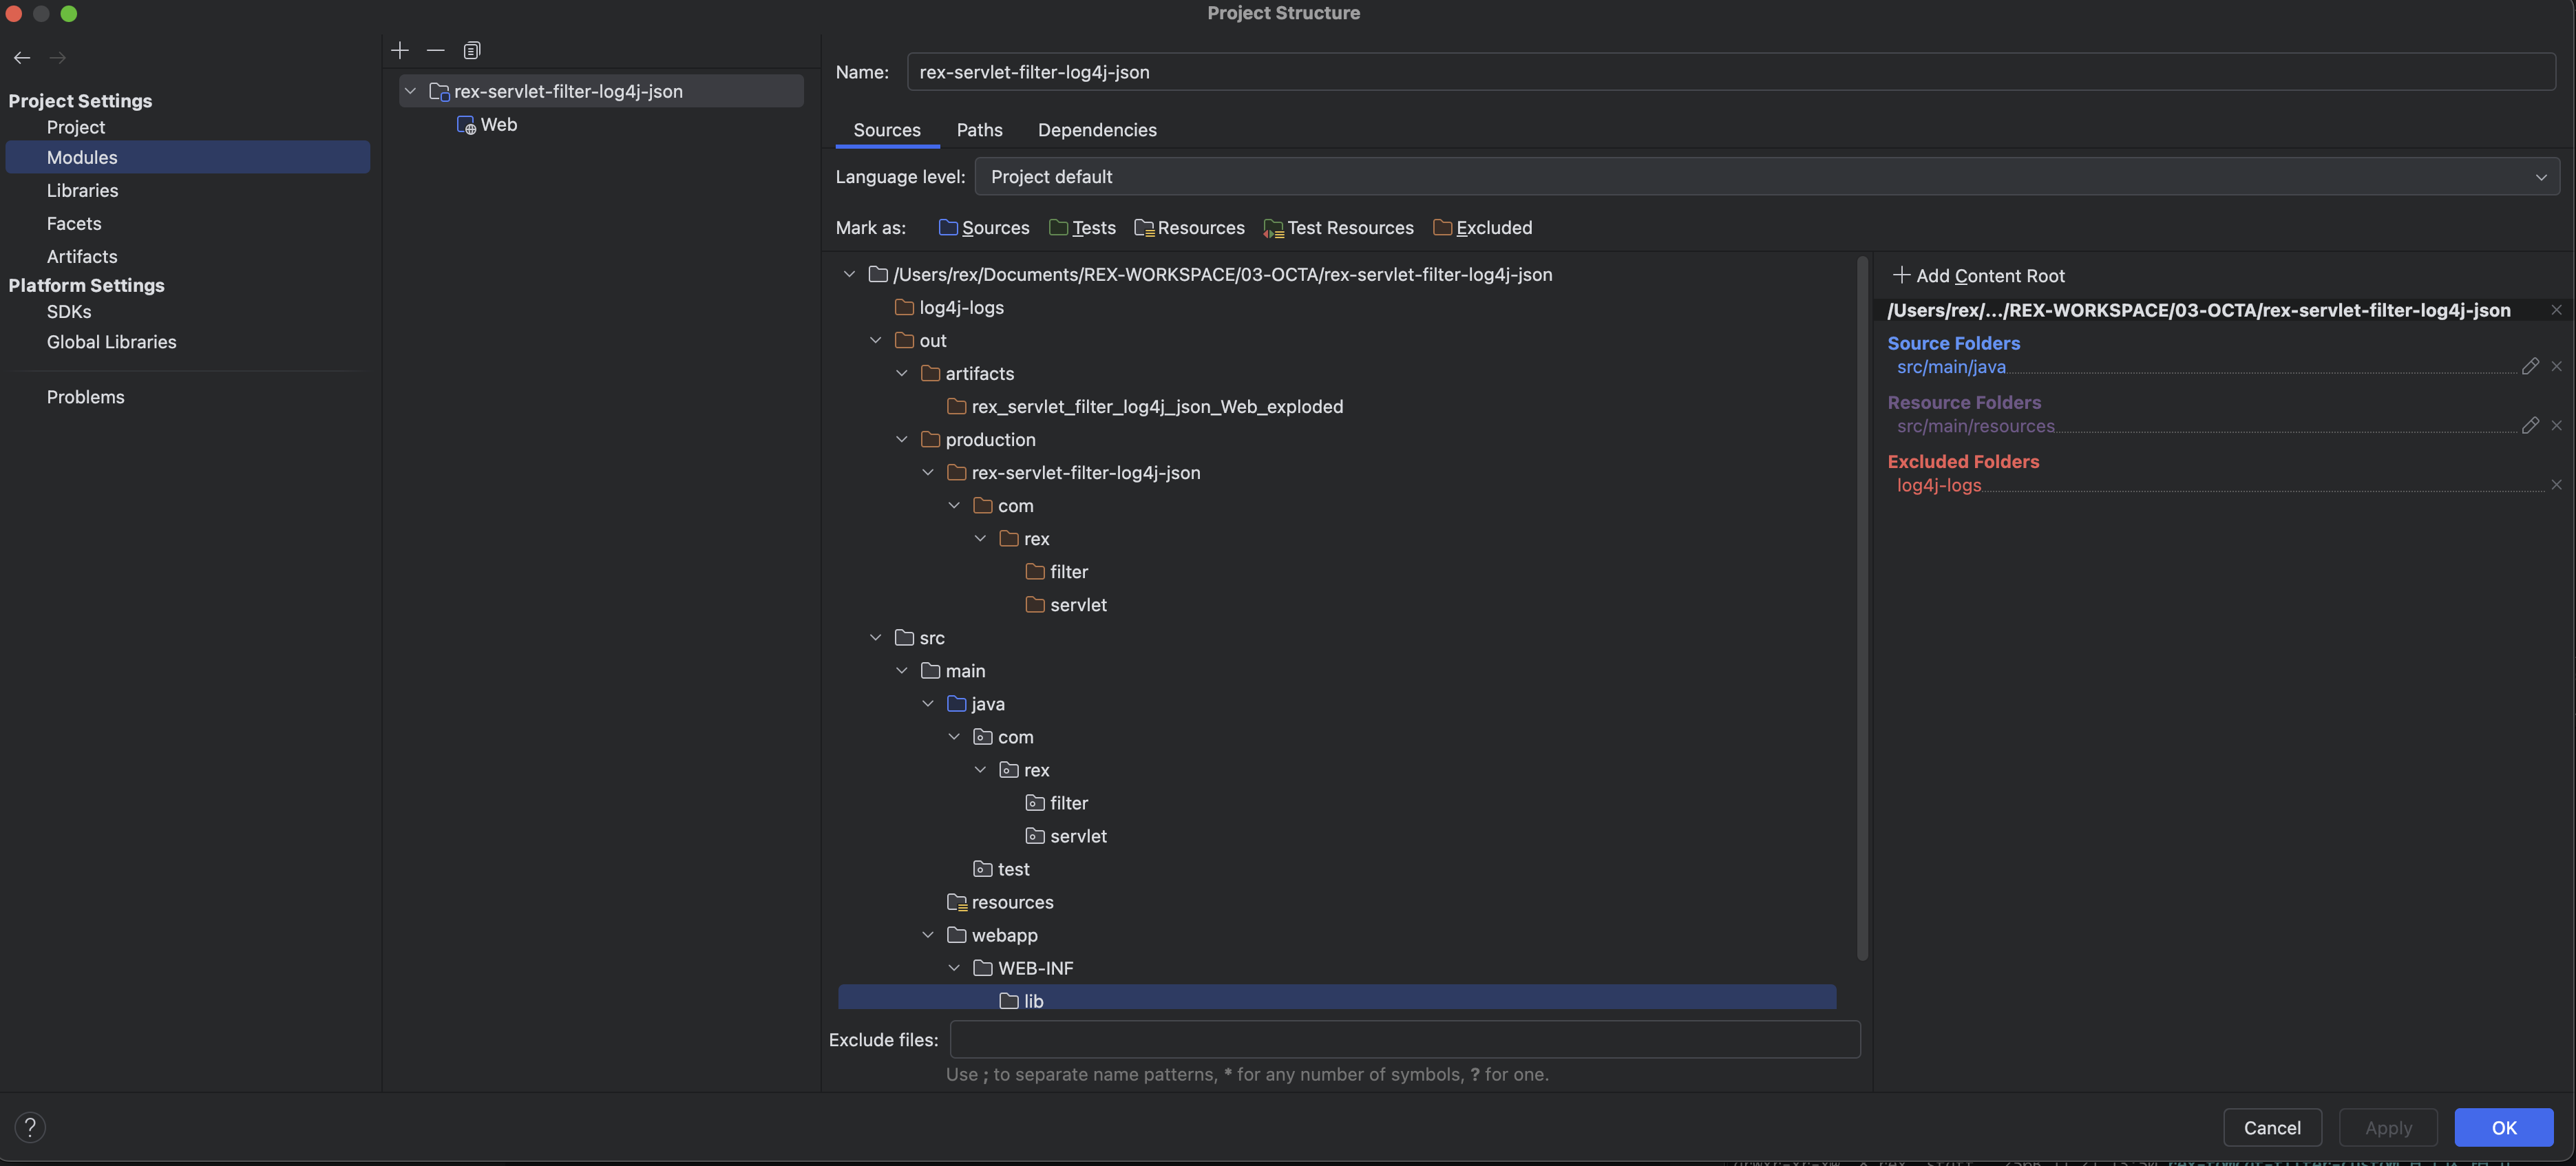 Project Structure
Project Settings
Project
Modules
Libraries
Facets
Artifacts
Platform Settings
SDKs
Global Libraries
Problems
rex-servlet-filter-log4j-json
Web
Name: rex-servlet-filter-log4j-json
Sources Paths Dependencies
Language level: Project default
Mark as: Sources Tests Resources Test Resources Excluded
/Users/rex/Documents/REX-WORKSPACE/03-OCTA/rex-servlet-filter-log4j-json
log4j-logs
out
artifacts
rex_servlet_filter_log4j_json_Web_exploded
production
rex-servlet-filter-log4j-json
com
rex
filter
servlet
src
main
java
com
rex
filter
servlet
test
resources
webapp
WEB-INF
lib
Exclude files:
Use ; to separate name patterns, * for any number of symbols, ? for one.
Add Content Root
/Users/rex/.../REX-WORKSPACE/03-OCTA/rex-servlet-filter-log4j-json
Source Folders
src/main/java
Resource Folders
src/main/resources
Excluded Folders
log4j-logs
?
Cancel Apply OK